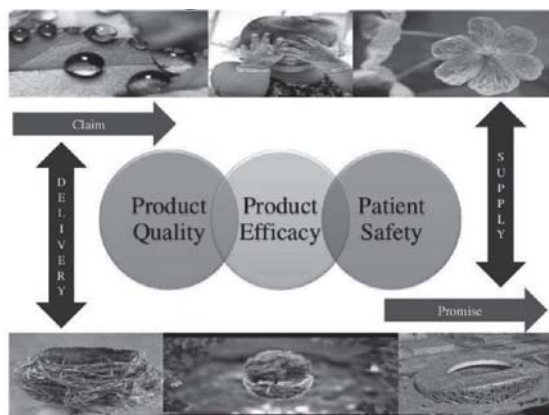 Claim
DELIVERY
SUPPLY
Product
Quality
Product
Efficacy
Patient
Safety
Promise